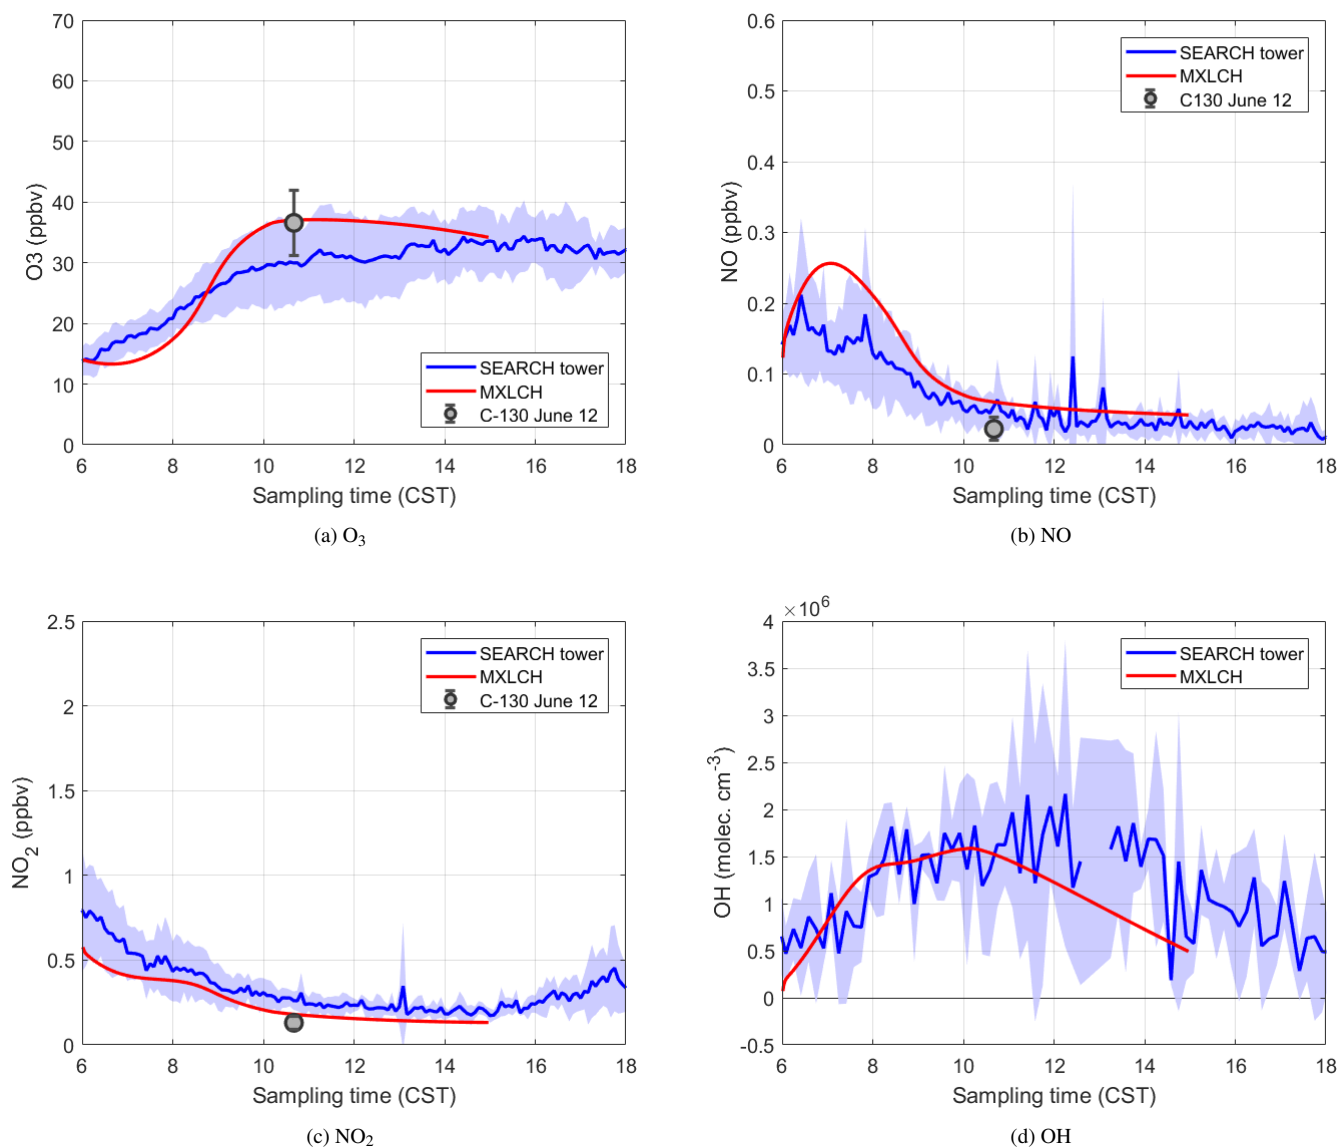 70
60
50
40
30
20
10
0
O3 (ppbv)
SEARCH tower
MXLCH
C-130 June 12
6 8 10 12 14 16 18
Sampling time (CST)
(a) O3
0.6
0.5
0.4
0.3
0.2
0.1
0
NO (ppbv)
SEARCH tower
MXLCH
C130 June 12
6 8 10 12 14 16 18
Sampling time (CST)
(b) NO
2.5
2
1.5
1
0.5
0
NO2 (ppbv)
SEARCH tower
MXLCH
C-130 June 12
6 8 10 12 14 16 18
Sampling time (CST)
(c) NO2
×10^6
4
3.5
3
2.5
2
1.5
1
0.5
0
-0.5
OH (molec. cm^-3)
SEARCH tower
MXLCH
6 8 10 12 14 16 18
Sampling time (CST)
(d) OH